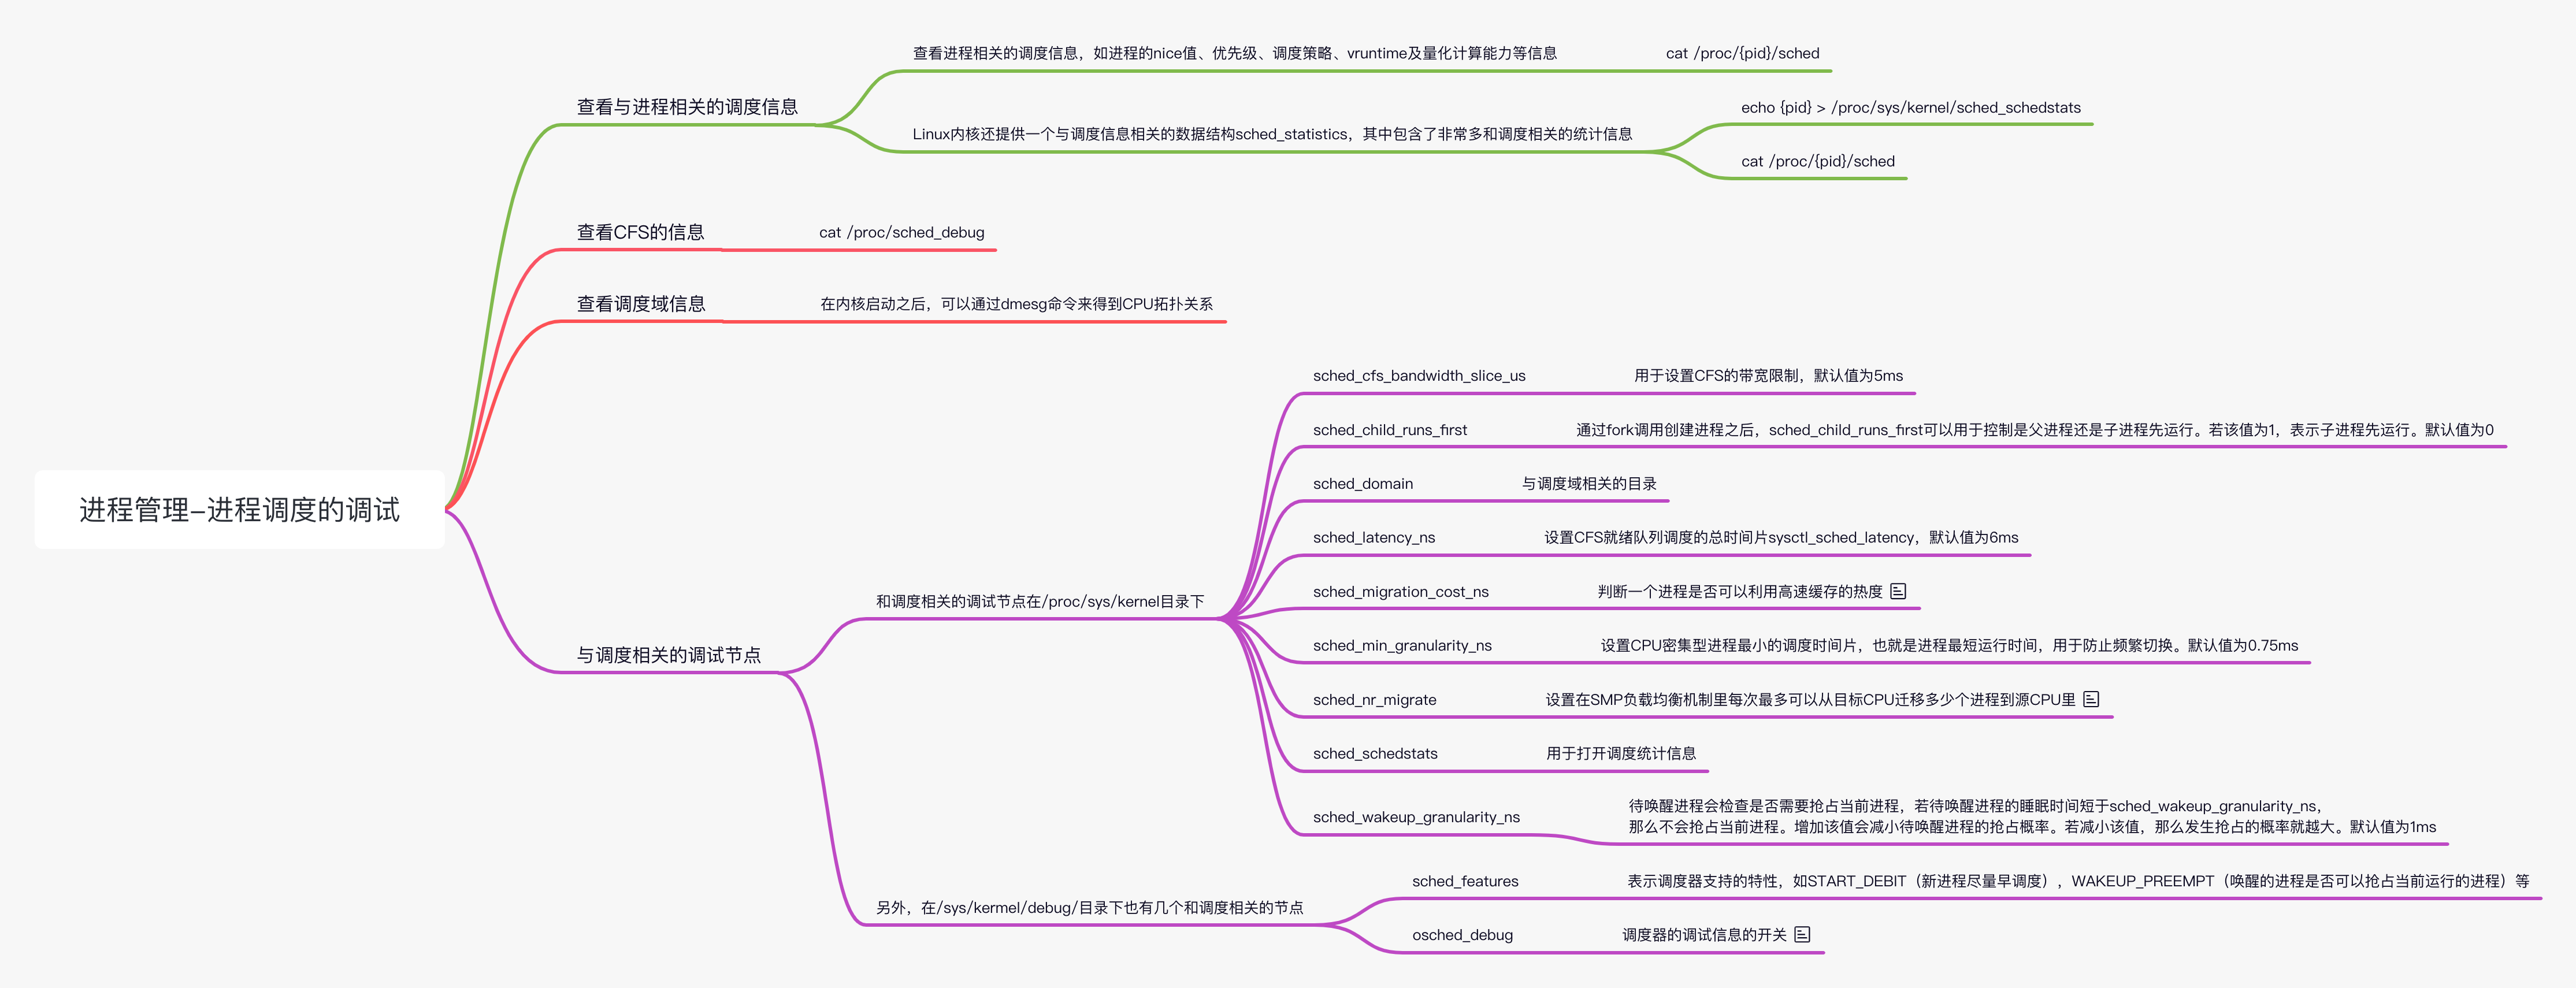 查看进程相关的调度信息，如进程的nice值、优先级、调度策略、vruntime及量化计算能力等信息
cat /proc/{pid}/sched
查看与进程相关的调度信息
echo {pid} > /proc/sys/kernel/sched_schedstats
Linux内核还提供一个与调度信息相关的数据结构sched_statistics，其中包含了非常多和调度相关的统计信息
cat /proc/{pid}/sched
查看CFS的信息
cat /proc/sched_debug
查看调度域信息
在内核启动之后，可以通过dmesg命令来得到CPU拓扑关系
进程管理–进程调度的调试
与调度相关的调试节点
和调度相关的调试节点在/proc/sys/kernel目录下
sched_cfs_bandwidth_slice_us
用于设置CFS的带宽限制，默认值为5ms
sched_child_runs_first
通过fork调用创建进程之后，sched_child_runs_first可以用于控制是父进程还是子进程先运行。若该值为1，表示子进程先运行。默认值为0
sched_domain
与调度域相关的目录
sched_latency_ns
设置CFS就绪队列调度的总时间片sysctl_sched_latency，默认值为6ms
sched_migration_cost_ns
判断一个进程是否可以利用高速缓存的热度
sched_min_granularity_ns
设置CPU密集型进程最小的调度时间片，也就是进程最短运行时间，用于防止频繁切换。默认值为0.75ms
sched_nr_migrate
设置在SMP负载均衡机制里每次最多可以从目标CPU迁移多少个进程到源CPU里
sched_schedstats
用于打开调度统计信息
sched_wakeup_granularity_ns
待唤醒进程会检查是否需要抢占当前进程，若待唤醒进程的睡眠时间短于sched_wakeup_granularity_ns，
那么不会抢占当前进程。增加该值会减小待唤醒进程的抢占概率。若减小该值，那么发生抢占的概率就越大。默认值为1ms
另外，在/sys/kermel/debug/目录下也有几个和调度相关的节点
sched_features
表示调度器支持的特性，如START_DEBIT（新进程尽量早调度），WAKEUP_PREEMPT（唤醒的进程是否可以抢占当前运行的进程）等
osched_debug
调度器的调试信息的开关